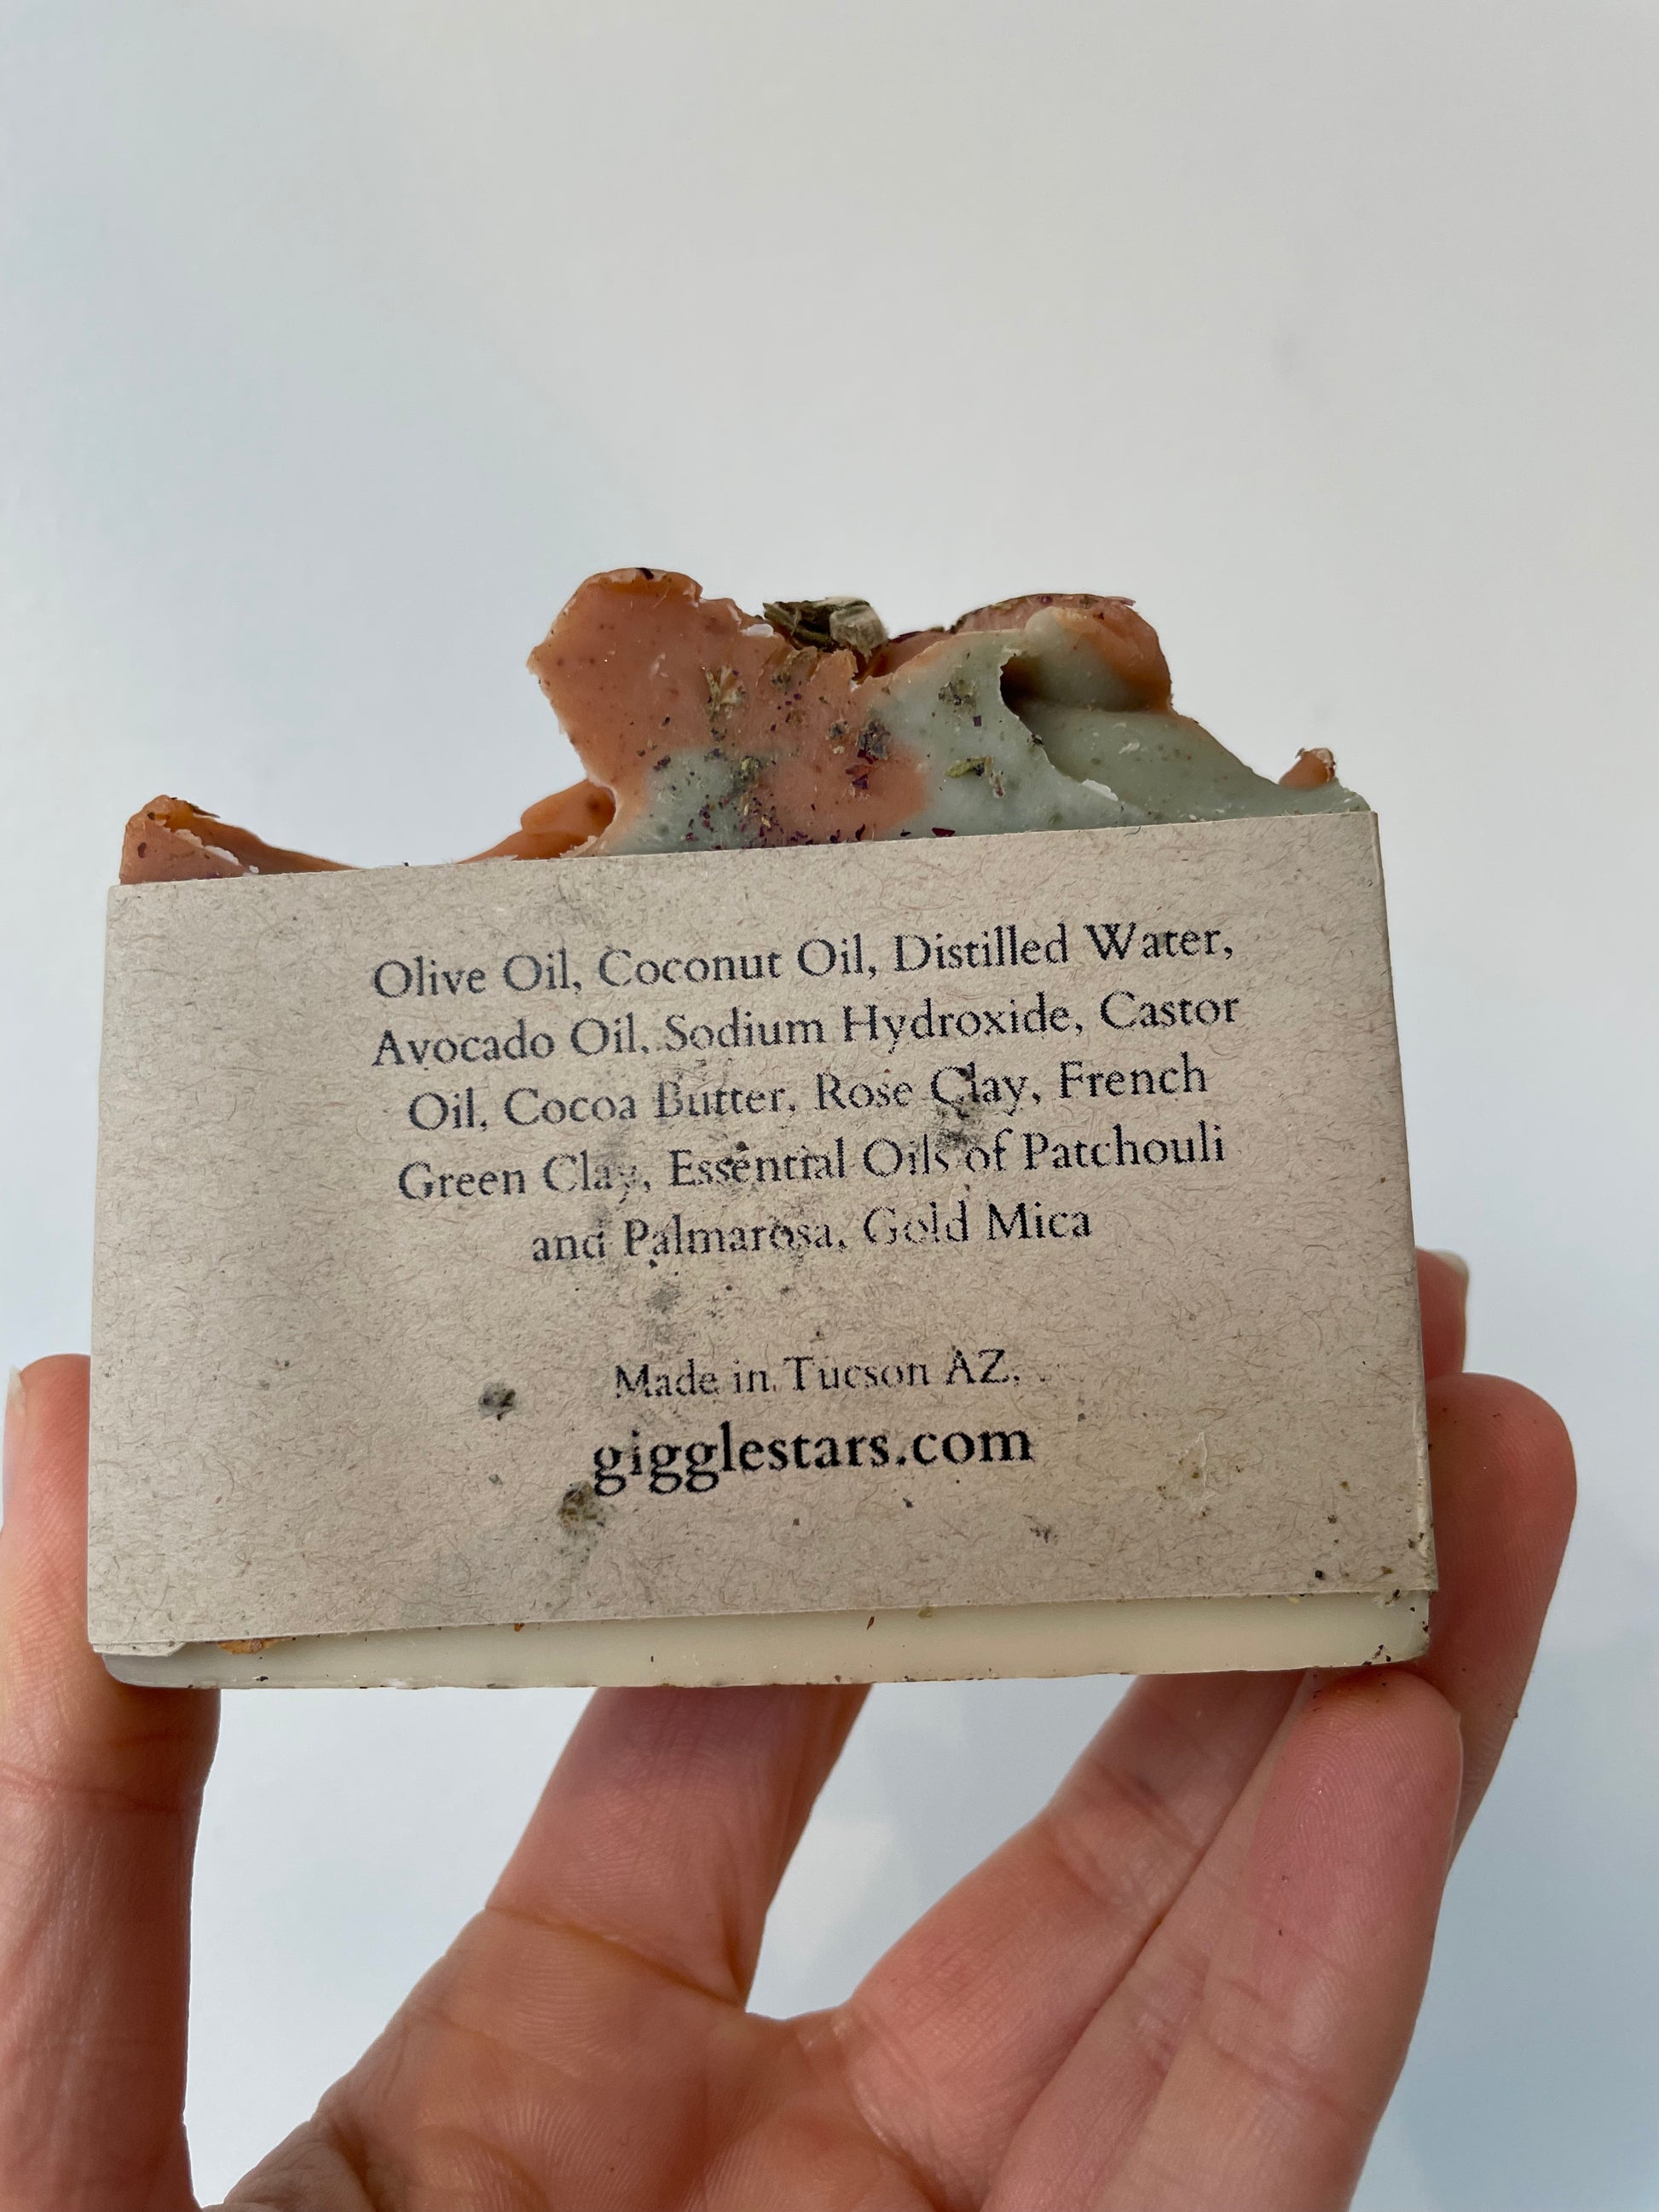 Olive Oil, Coconut Oil, Distilled Water,
Avocado Oil, Sodium Hydroxide, Castor
Oil, Cocoa Butter, Rose Clay, French
Green Clay, Essential Oils of Patchouli
and Palmarosa, Gold Mica
Made in Tucson AZ.
gigglestars.com